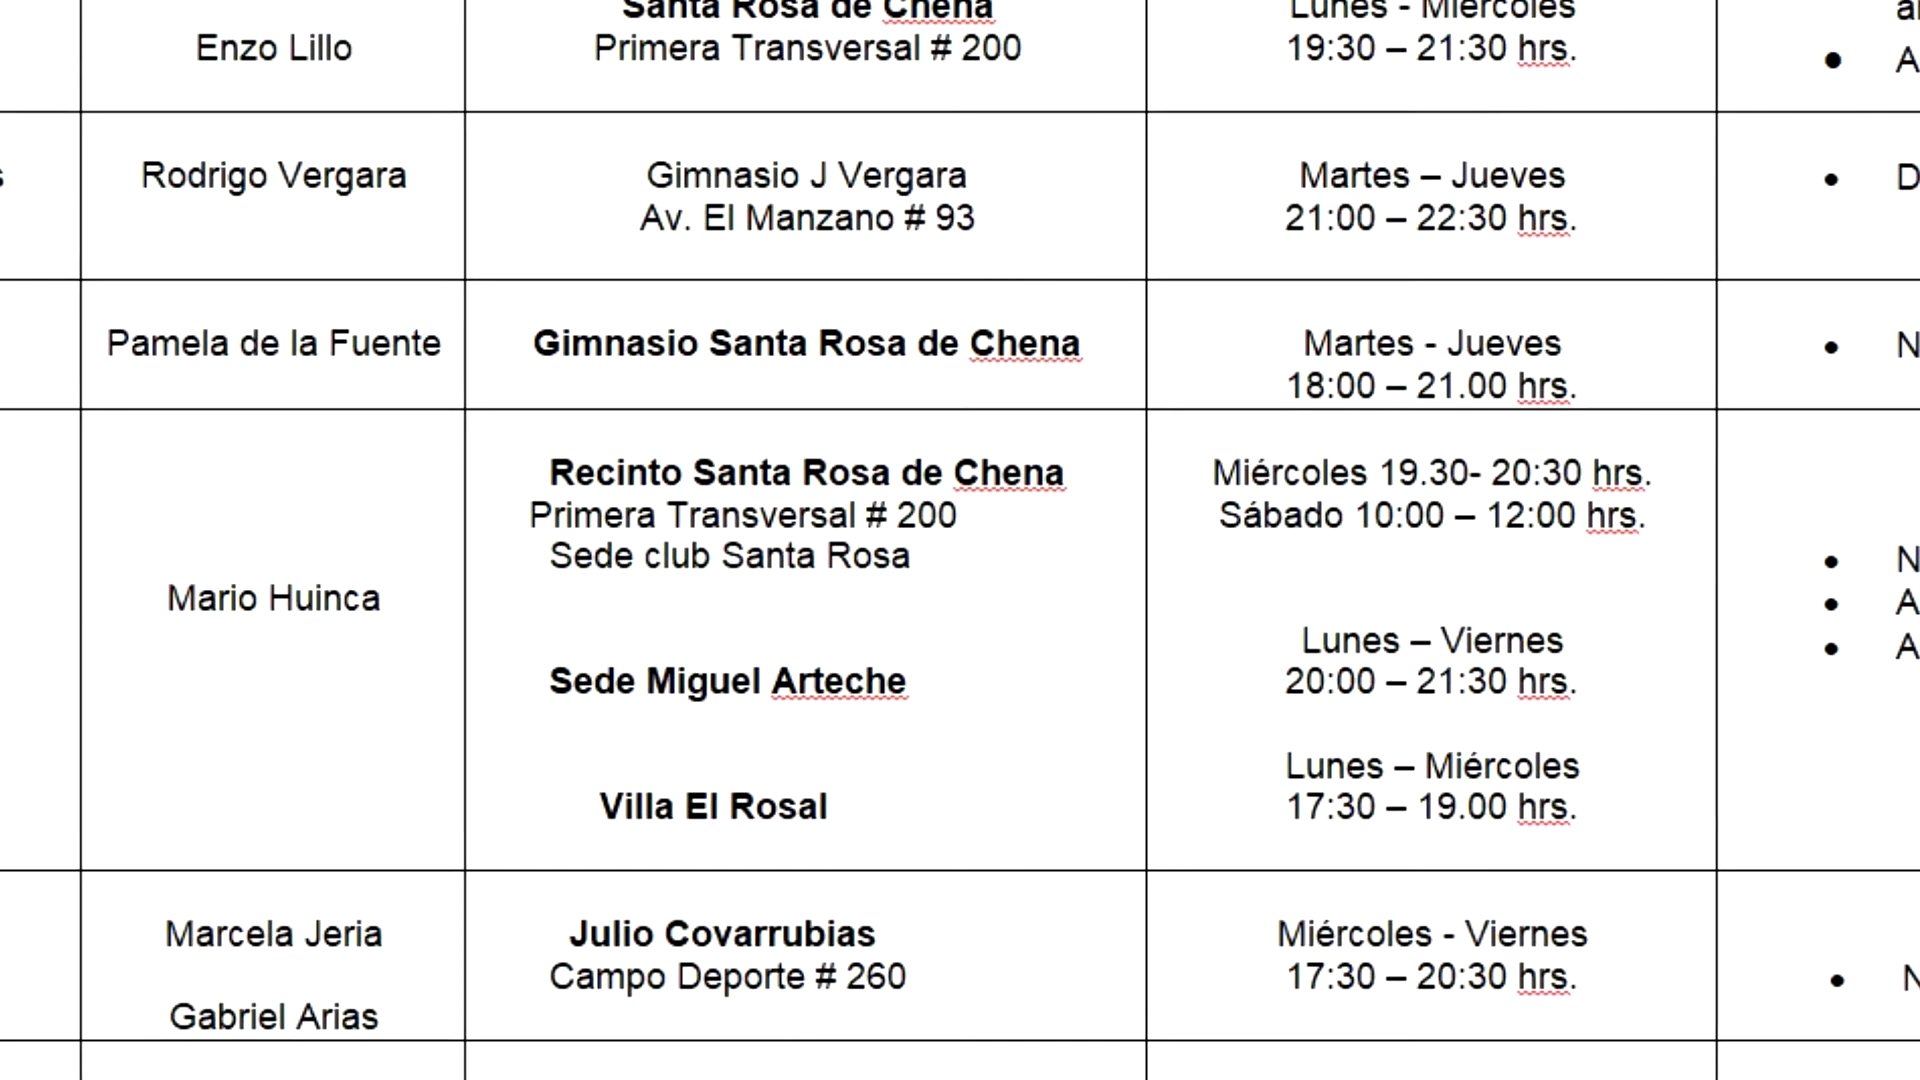 Santa Rosa de Chena
Lunes - Miércoles
Enzo Lillo
Primera Transversal # 200
19:30 – 21:30 hrs.
Rodrigo Vergara
Gimnasio J Vergara
Av. El Manzano # 93
Martes – Jueves
21:00 – 22:30 hrs.
Pamela de la Fuente
Gimnasio Santa Rosa de Chena
Martes - Jueves
18:00 – 21.00 hrs.
Mario Huinca
Recinto Santa Rosa de Chena
Primera Transversal # 200
Sede club Santa Rosa
Sede Miguel Arteche
Villa El Rosal
Miércoles 19.30- 20:30 hrs.
Sábado 10:00 – 12:00 hrs.
Lunes – Viernes
20:00 – 21:30 hrs.
Lunes – Miércoles
17:30 – 19.00 hrs.
Marcela Jeria
Gabriel Arias
Julio Covarrubias
Campo Deporte # 260
Miércoles - Viernes
17:30 – 20:30 hrs.